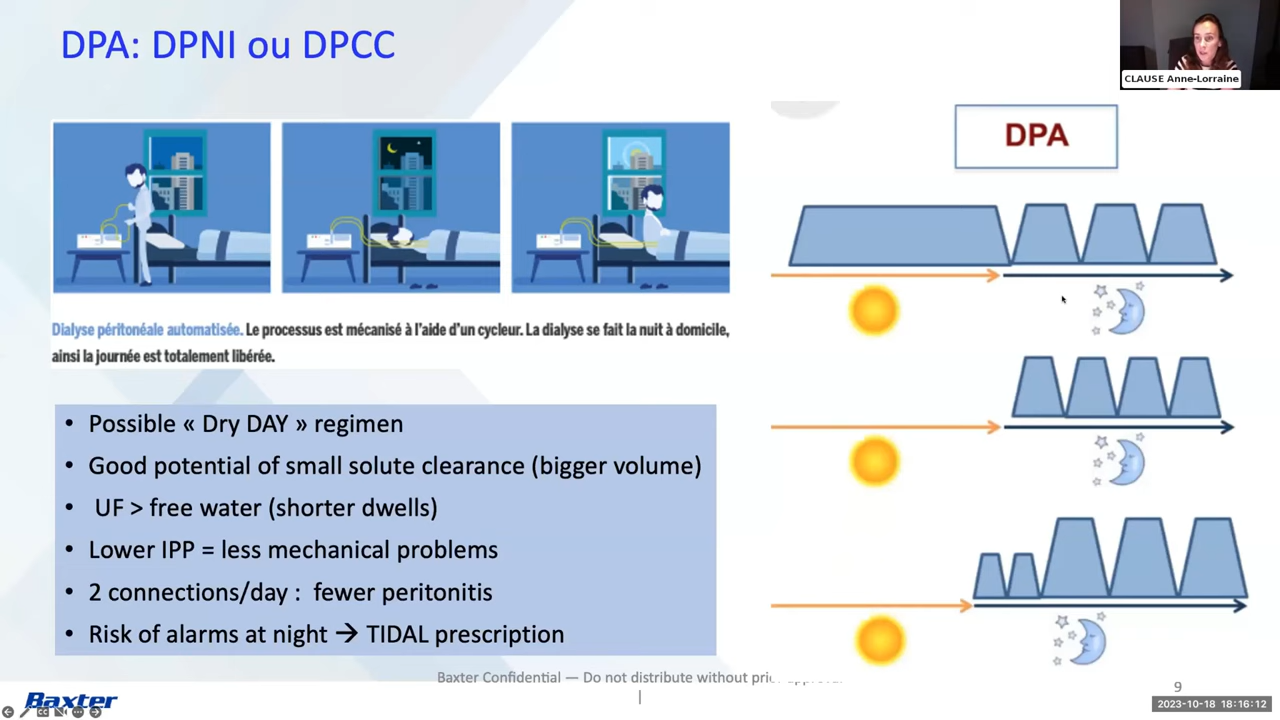 DPA: DPNI ou DPCC
CLAUSE Anne-Lorraine
DPA
Dialyse péritonéale automatisée. Le processus est mécanisé à l'aide d'un cycleur. La dialyse se fait la nuit à domicile,
ainsi la journée est totalement libérée.
• Possible « Dry DAY » regimen
• Good potential of small solute clearance (bigger volume)
• UF > free water (shorter dwells)
• Lower IPP = less mechanical problems
• 2 connections/day : fewer peritonitis
• Risk of alarms at night → TIDAL prescription
Baxter Confidential — Do not distribute without
|
9
Baxter
2023-10-18 18:16:12